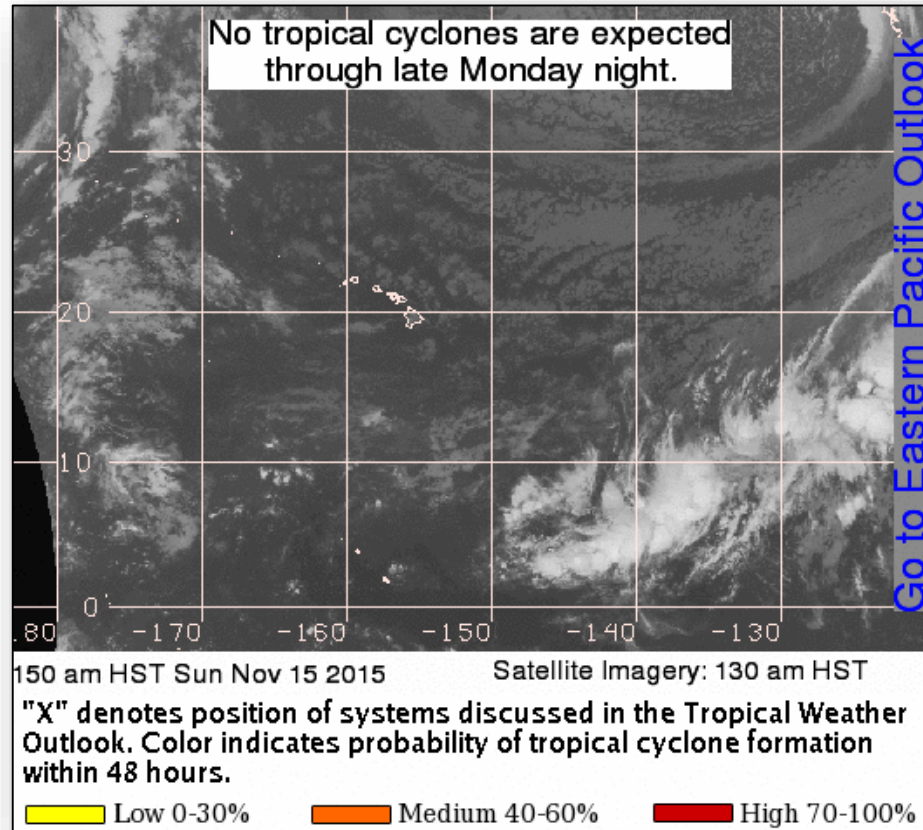 No tropical cyclones are expected
through late Monday night.
Go to Eastern Pacific Outlook
30
20
10
0
.80 -170 -160 -150 -140 -130
150 am HST Sun Nov 15 2015 Satellite Imagery: 130 am HST
"X" denotes position of systems discussed in the Tropical Weather
Outlook. Color indicates probability of tropical cyclone formation
within 48 hours.
Low 0-30% Medium 40-60% High 70-100%